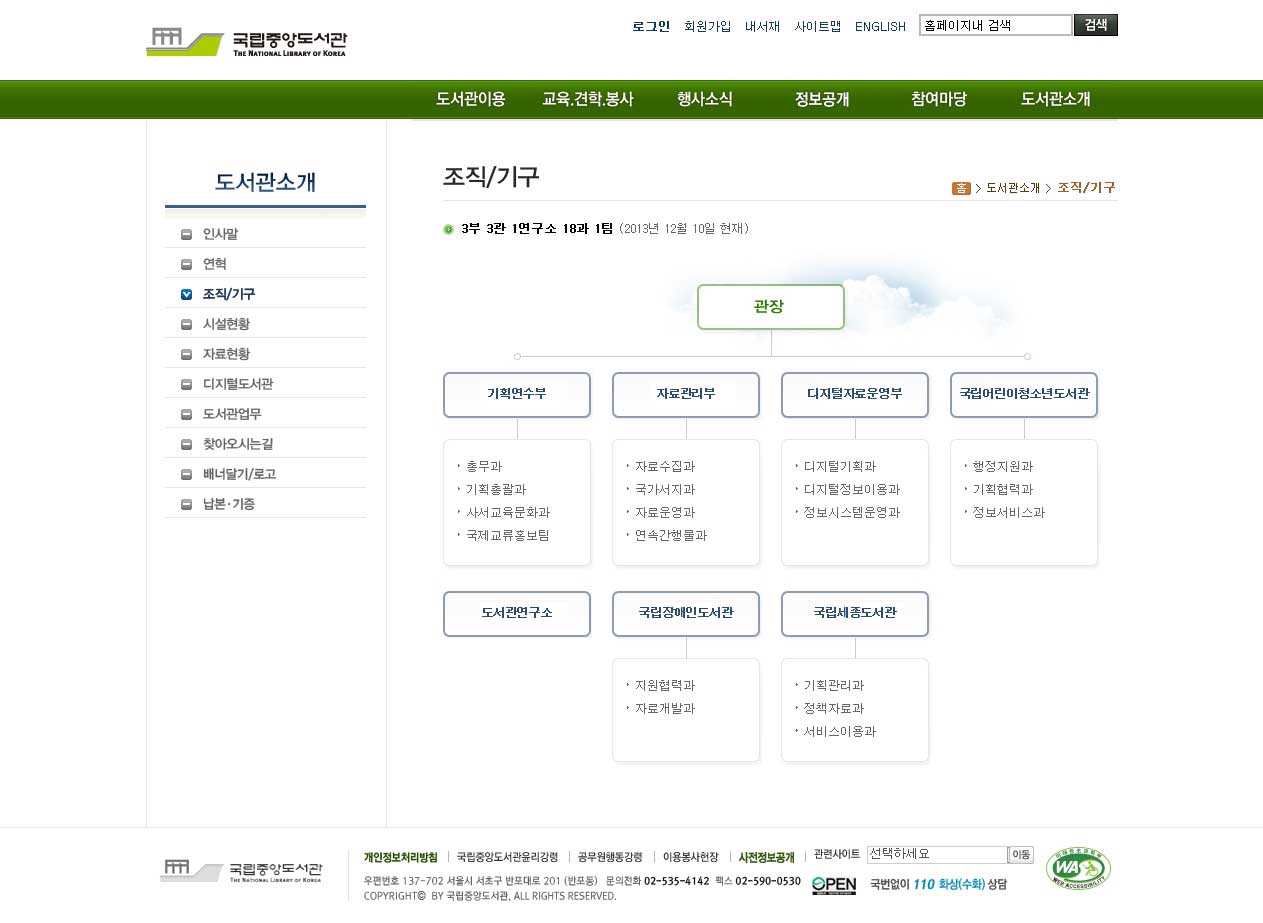 국립중앙도서관
THE NATIONAL LIBRARY OF KOREA
로그인 회원가입 내서재 사이트맵 ENGLISH 홈페이지내 검색 검색
도서관이용 교육.견학.봉사 행사소식 정보공개 참여마당 도서관소개
도서관소개
인사말
연혁
조직/기구
시설현황
자료현황
디지털도서관
도서관업무
찾아오시는길
배너달기/로고
납본·기증
조직/기구
홈 > 도서관소개 > 조직/기구
3부 3관 1연구소 18과 1팀 (2013년 12월 10일 현재)
관장
기획연수부 자료관리부 디지털자료운영부 국립어린이청소년도서관
· 총무과 · 자료수집과 · 디지털기획과 · 행정지원과
· 기획총괄과 · 국가서지과 · 디지털정보이용과 · 기획협력과
· 사서교육문화과 · 자료운영과 · 정보시스템운영과 · 정보서비스과
· 국제교류홍보팀 · 연속간행물과
도서관연구소 국립장애인도서관 국립세종도서관
· 지원협력과 · 기획관리과
· 자료개발과 · 정책자료과
· 서비스이용과
국립중앙도서관
THE NATIONAL LIBRARY OF KOREA
개인정보처리방침 국립중앙도서관윤리강령 공무원행동강령 이용봉사헌장 사전정보공개 관련사이트 선택하세요 이동
우편번호 137-702 서울시 서초구 반포대로 201 (반포동) 문의전화 02-535-4142 팩스 02-590-0530
COPYRIGHT© BY 국립중앙도서관, ALL RIGHTS RESERVED.
OPEN 국번없이 110 화상(수화) 상담
WA
WEB ACCESSIBILITY